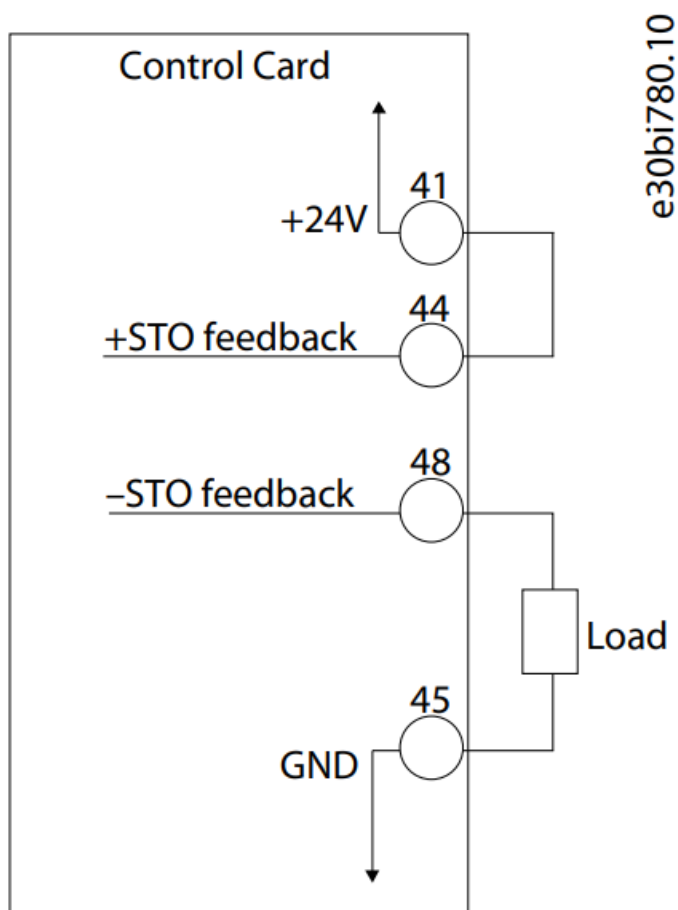 Control Card
e30bi780.10
41
+24V
44
+STO feedback
48
–STO feedback
Load
45
GND